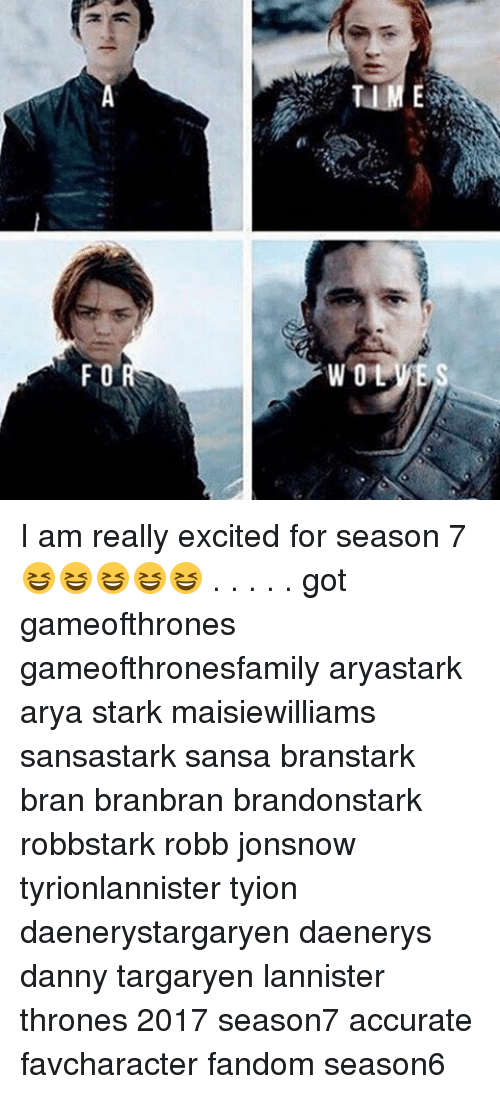 A
TIME
FOR
WOLVES
I am really excited for season 7
😆😆😆😆😆 . . . . . got
gameofthrones
gameofthronesfamily aryastark
arya stark maisiewilliams
sansastark sansa branstark
bran branbran brandonstark
robbstark robb jonsnow
tyrionlannister tyion
daenerystargaryen daenerys
danny targaryen lannister
thrones 2017 season7 accurate
favcharacter fandom season6